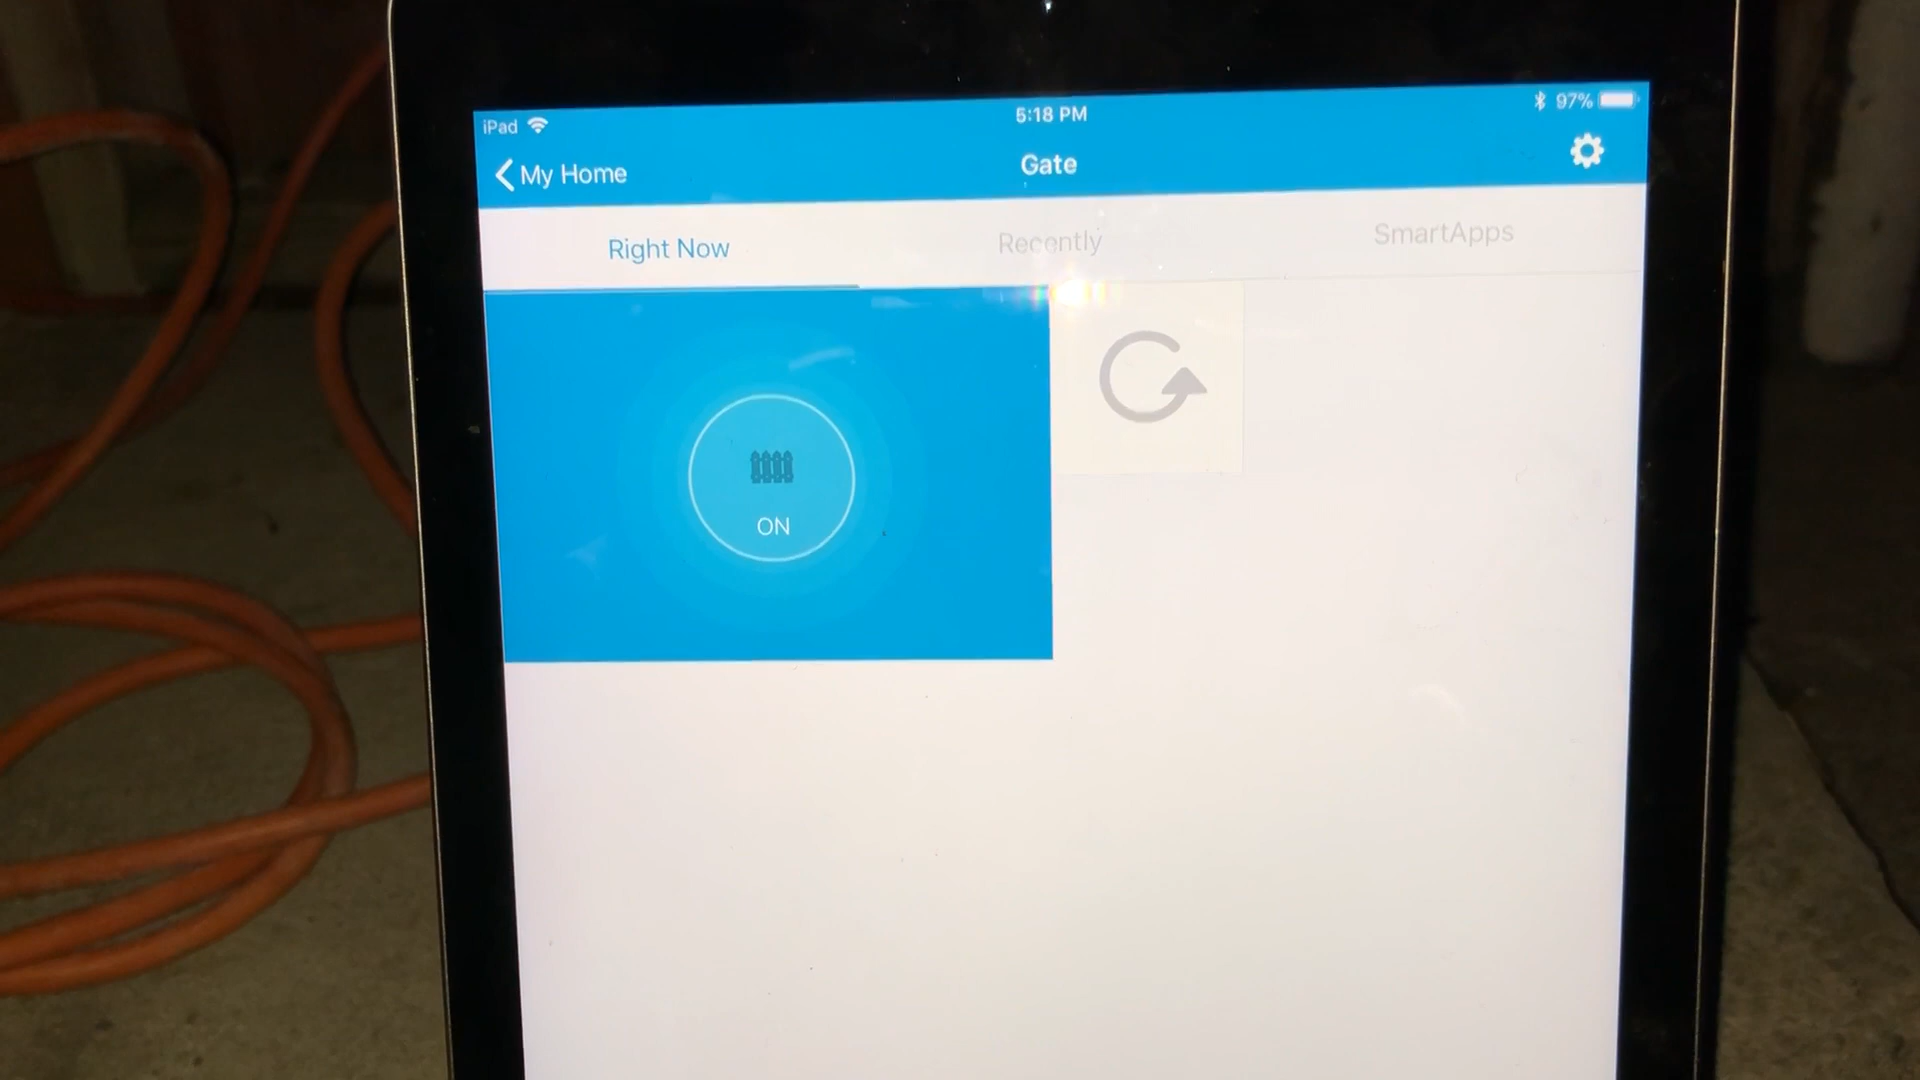 iPad
5:18 PM
97%
My Home
Gate
Right Now
Recently
SmartApps
ON